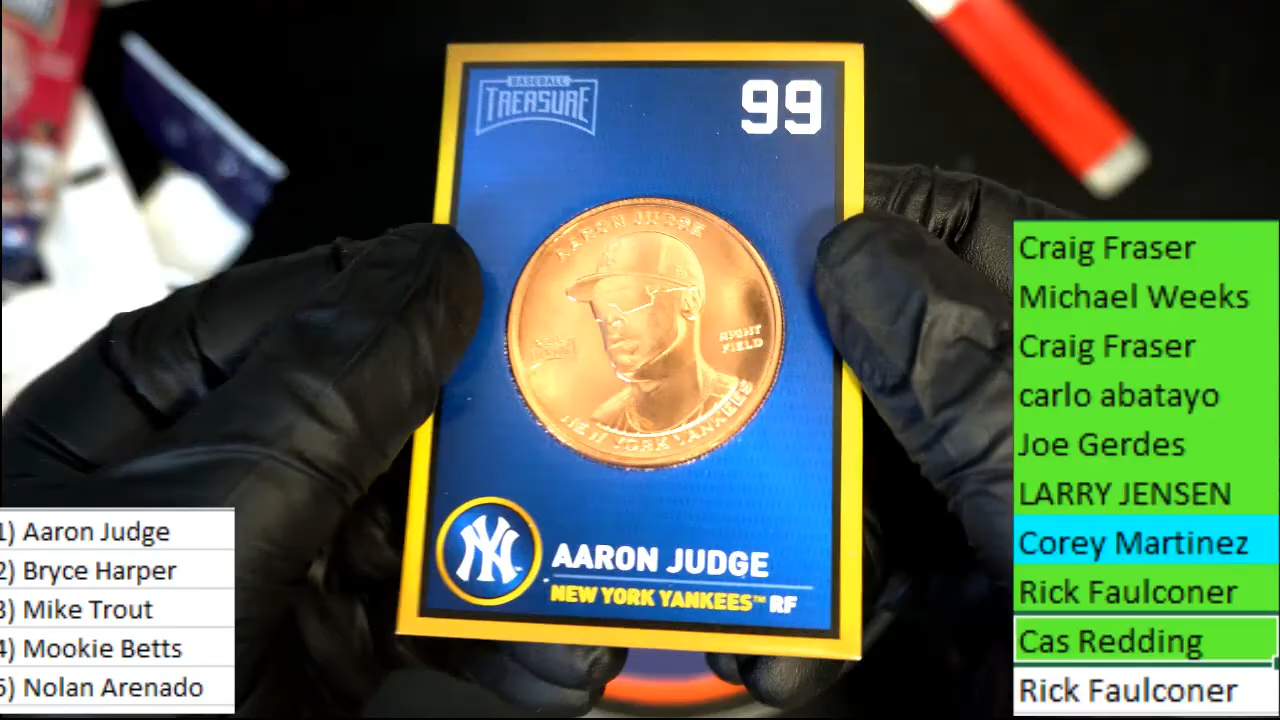 BASEBALL
TREASURE
99
AARON JUDGE
RIGHT
FIELD
NEW YORK YANKEES
NY
AARON JUDGE
NEW YORK YANKEES™ RF
1) Aaron Judge
2) Bryce Harper
3) Mike Trout
4) Mookie Betts
5) Nolan Arenado
Craig Fraser
Michael Weeks
Craig Fraser
carlo abatayo
Joe Gerdes
LARRY JENSEN
Corey Martinez
Rick Faulconer
Cas Redding
Rick Faulconer